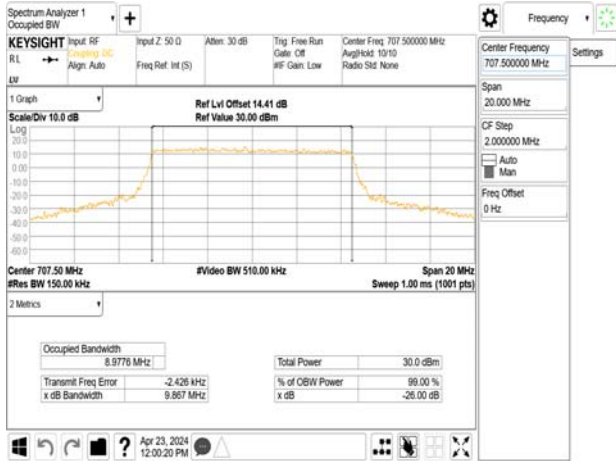 Spectrum Analyzer 1
Occupied BW
+
Frequency
KEYSIGHT
R L
Input: RF
Coupling: DC
Align: Auto
Input Z: 50 Ω
Freq Ref: Int (S)
Atten: 30 dB
Trig: Free Run
Gate: Off
#IF Gain: Low
Center Freq: 707.500000 MHz
Avg|Hold: 10/10
Radio Std: None
Center Frequency
707.500000 MHz
Settings
Span
20.000 MHz
CF Step
2.000000 MHz
Auto
Man
Freq Offset
0 Hz
1 Graph
Scale/Div 10.0 dB
Ref Lvl Offset 14.41 dB
Ref Value 30.00 dBm
Log
20.0
10.0
0.00
-10.0
-20.0
-30.0
-40.0
-50.0
-60.0
Center 707.50 MHz
#Video BW 510.00 kHz
Span 20 MHz
#Res BW 150.00 kHz
Sweep 1.00 ms (1001 pts)
2 Metrics
Occupied Bandwidth
8.9776 MHz
Total Power 30.0 dBm
Transmit Freq Error -2.426 kHz
% of OBW Power 99.00 %
x dB Bandwidth 9.867 MHz
x dB -26.00 dB
?
Apr 23, 2024
12:00:20 PM